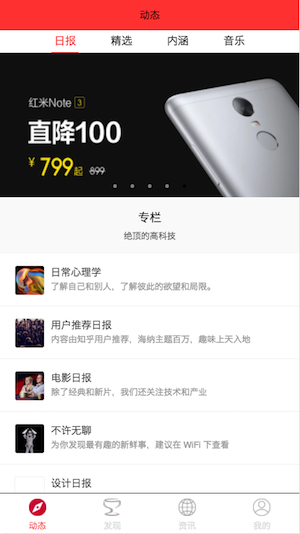 动态
日报 精选 内涵 音乐
红米Note 3
直降100
¥799起 899
专栏
绝顶的高科技
日常心理学
了解自己和别人，了解彼此的欲望和局限。
用户推荐日报
内容由知乎用户推荐，海纳主题百万，趣味上天入地
电影日报
除了经典和新片，我们还关注技术和产业
不许无聊
为你发现最有趣的新鲜事，建议在 WiFi 下查看
设计日报
动态 发现 资讯 我的